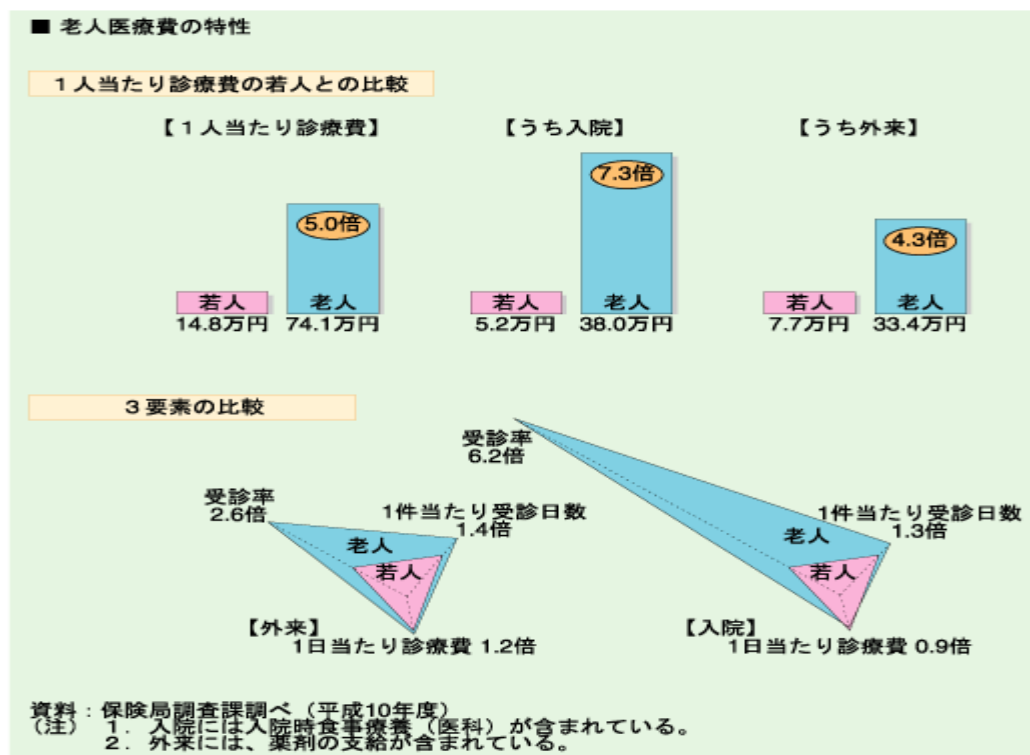 ■ 老人医療費の特性
1人当たり診療費の若人との比較
【1人当たり診療費】 【うち入院】 【うち外来】
5.0倍 7.3倍 4.3倍
若人 老人 若人 老人 若人 老人
14.8万円 74.1万円 5.2万円 38.0万円 7.7万円 33.4万円
3要素の比較
受診率
2.6倍
1件当たり受診日数
1.4倍
老人
若人
【外来】
1日当たり診療費 1.2倍
受診率
6.2倍
1件当たり受診日数
1.3倍
老人
若人
【入院】
1日当たり診療費 0.9倍
資料:保険局調査課調べ(平成10年度)
(注) 1. 入院には入院時食事療養(医科)が含まれている。
2. 外来には、薬剤の支給が含まれている。